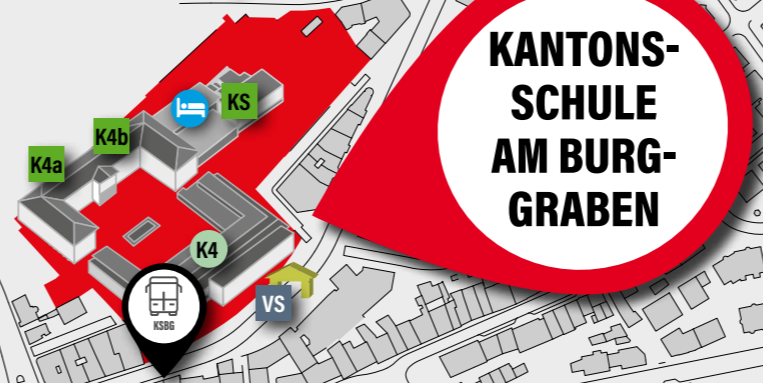 KANTONS-
SCHULE
AM BURG-
GRABEN
KS
K4b
K4a
K4
VS
KSBG